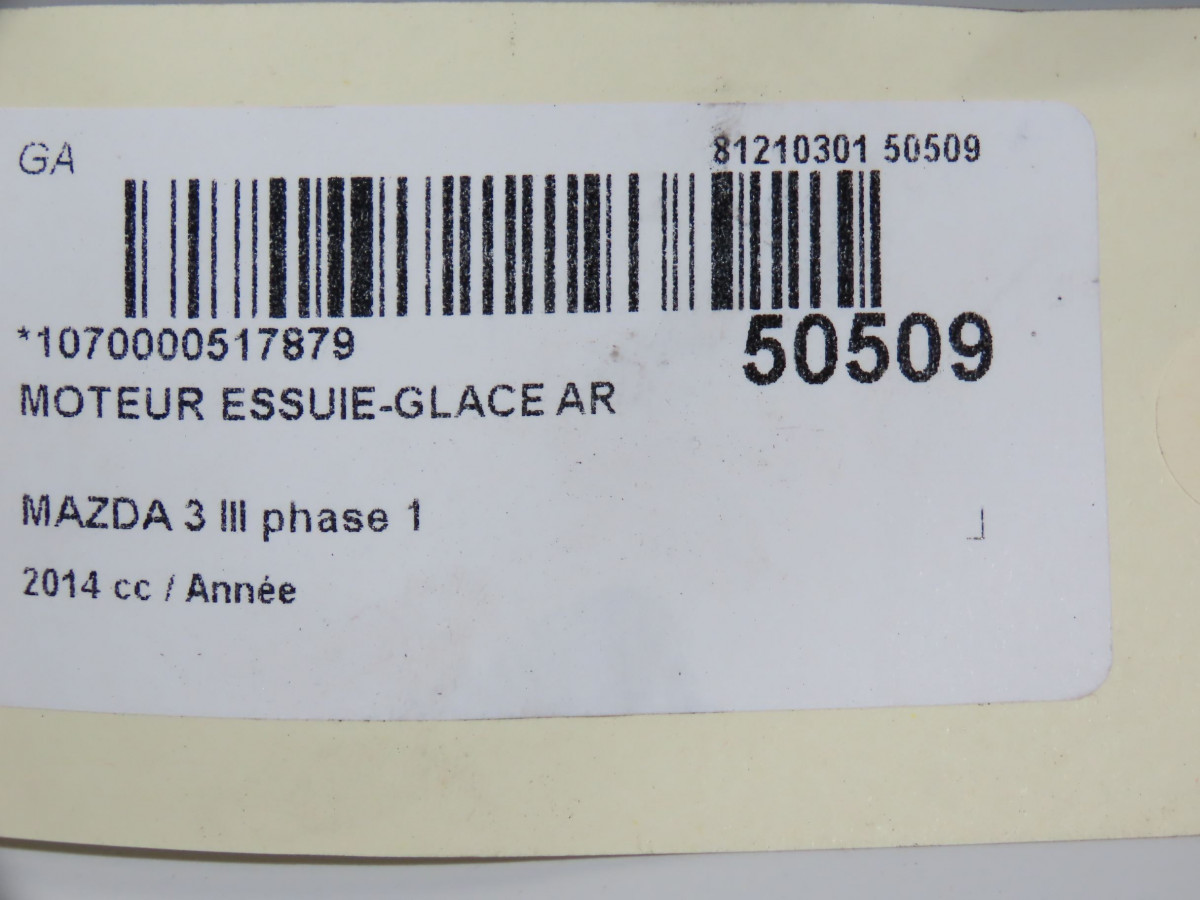 GA
81210301 50509
*1070000517879
50509
MOTEUR ESSUIE-GLACE AR
MAZDA 3 III phase 1
2014 cc / Année